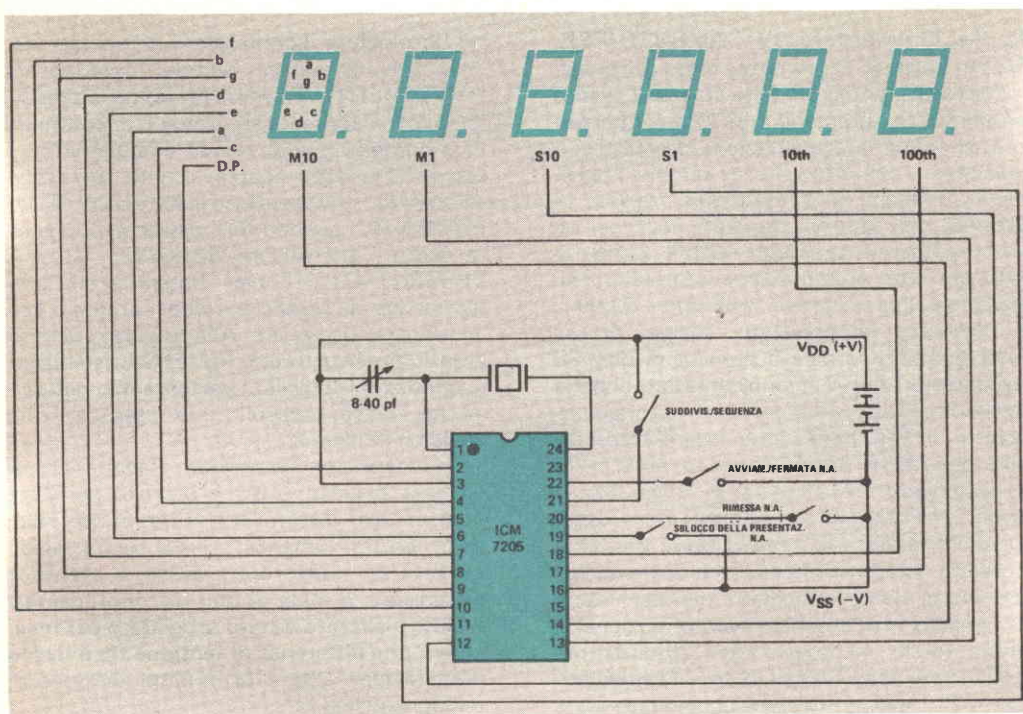 f
b
g
d
e
a
c
D.P.
a
f b
g
e c
d
M10 M1 S10 S1 10th 100th
VDD (+V)
8-40 pf
SUDDIVIS./SEQUENZA
AVVIAM./FERMATA N.A.
RIMESSA N.A.
SBLOCCO DELLA PRESENTAZ.
N.A.
VSS (–V)
ICM
7205
1 24
2 23
3 22
4 21
5 20
6 19
7 18
8 17
9 16
10 15
11 14
12 13